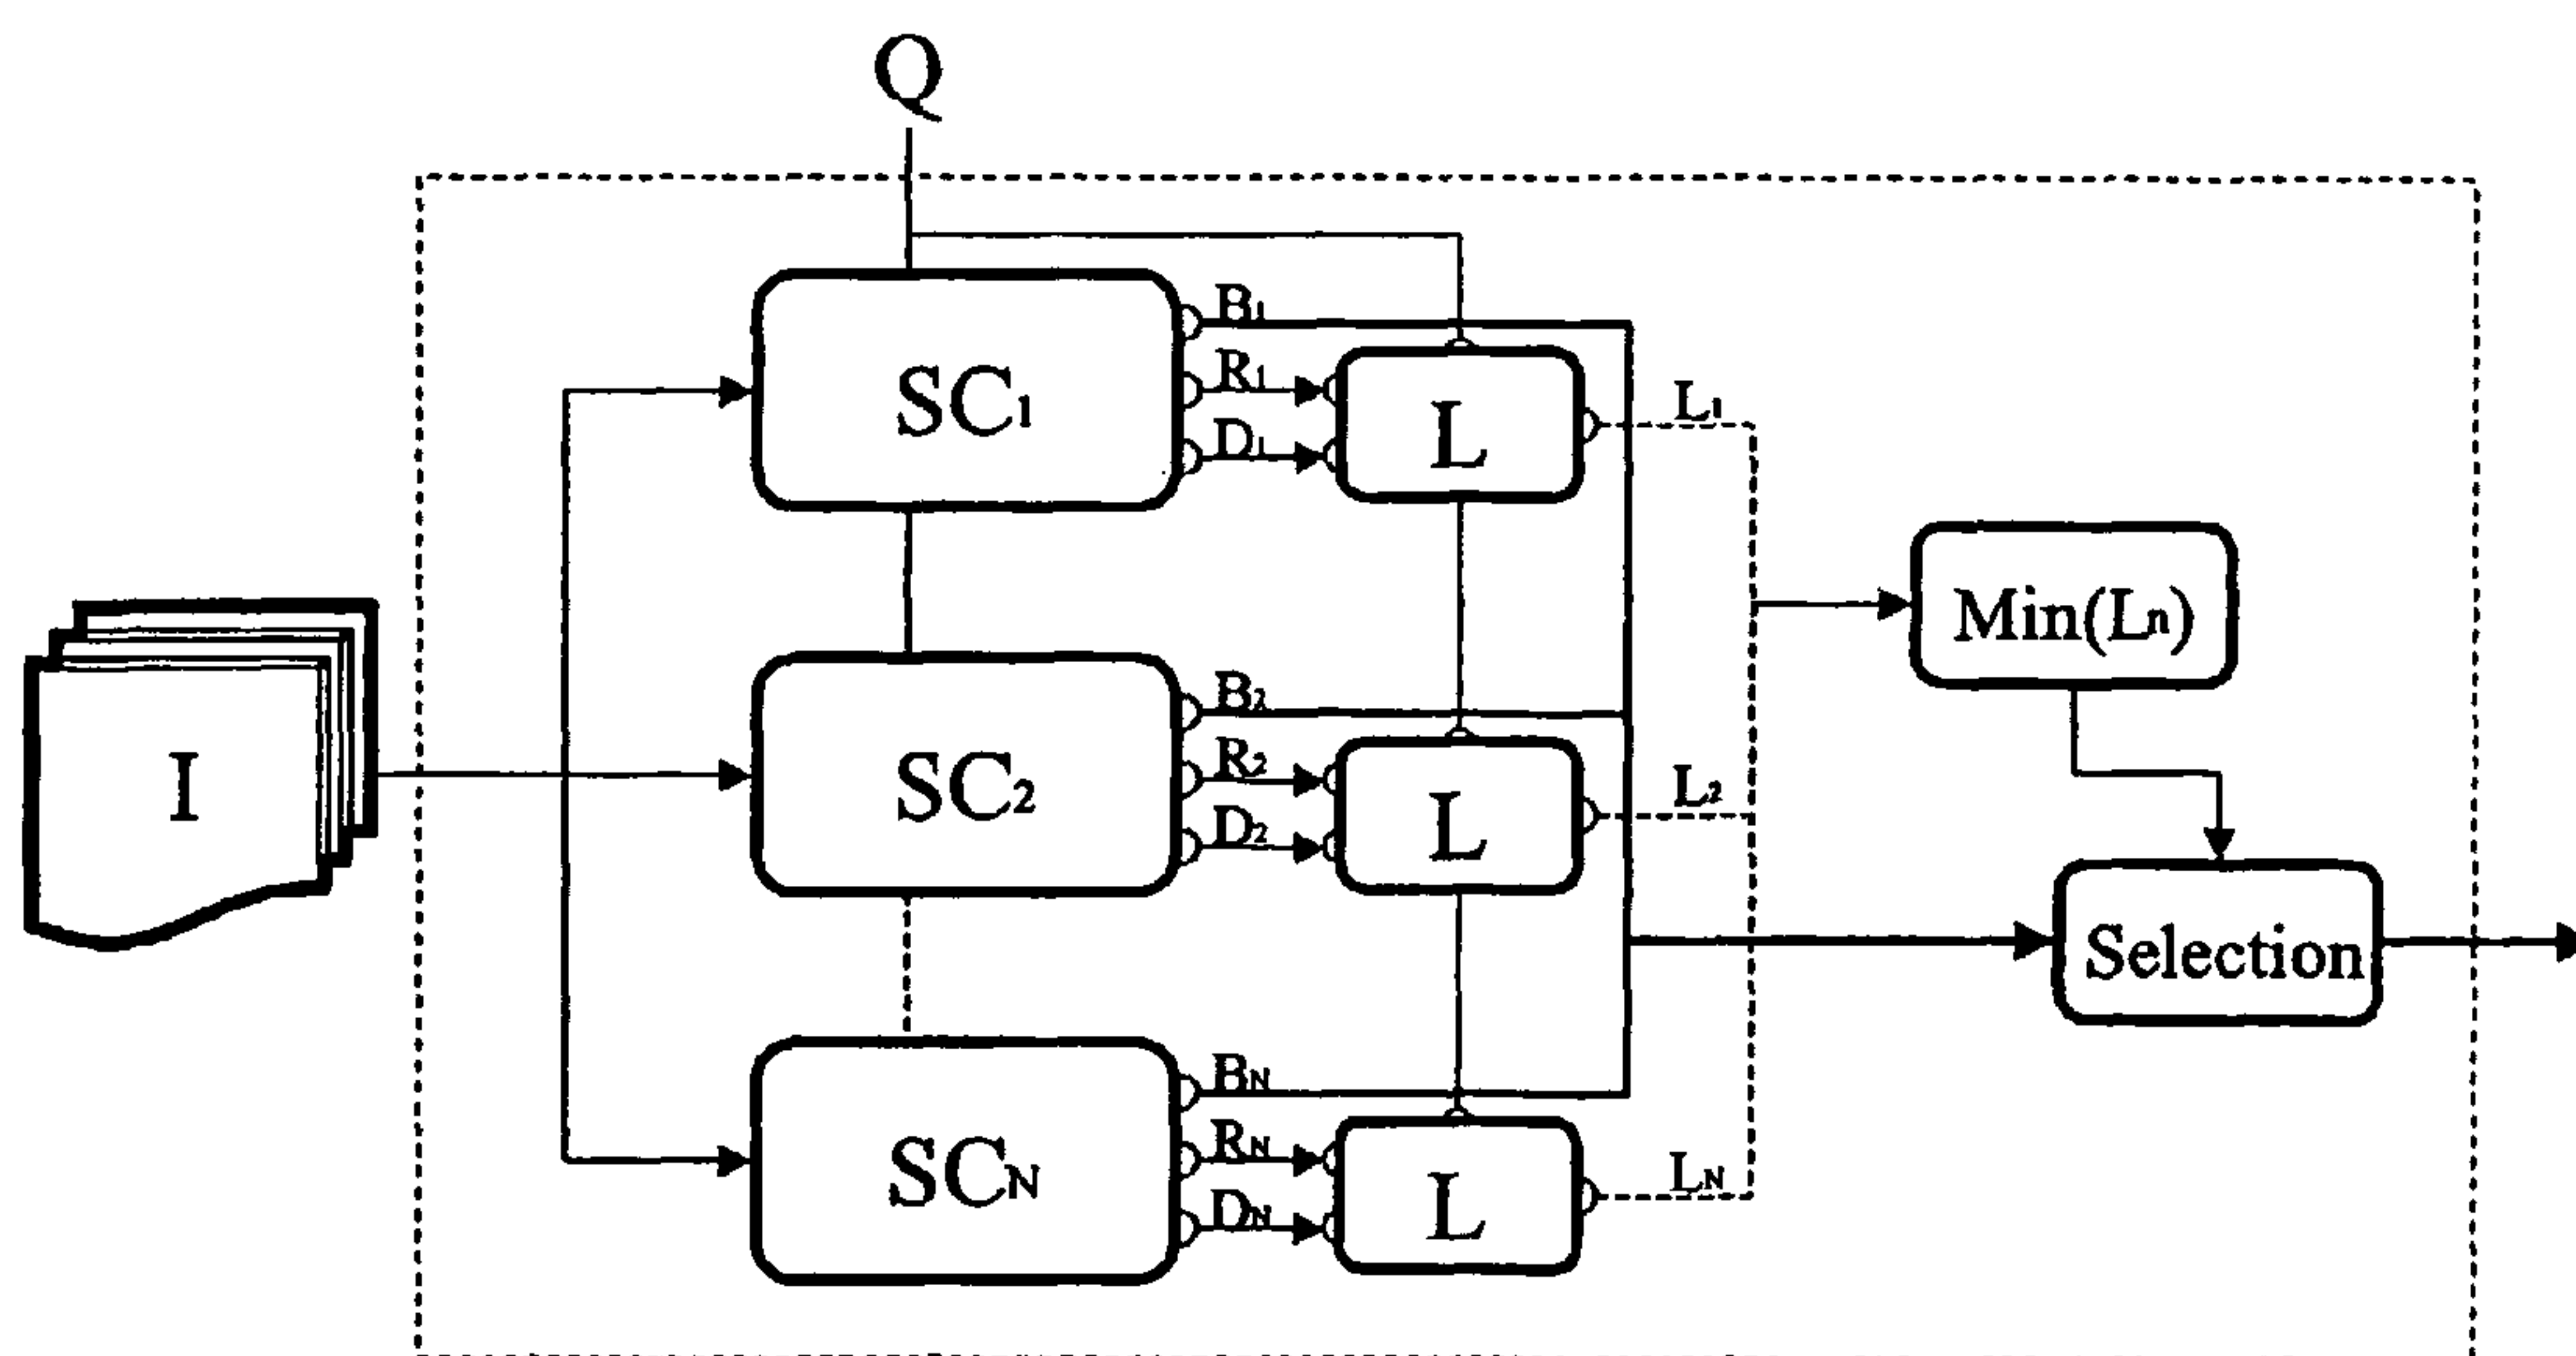 Q
B1
SC1
R1
D1
L
L1
Min(Ln)
I
B2
SC2
R2
D2
L
L2
Selection
BN
SCN
RN
DN
L
LN